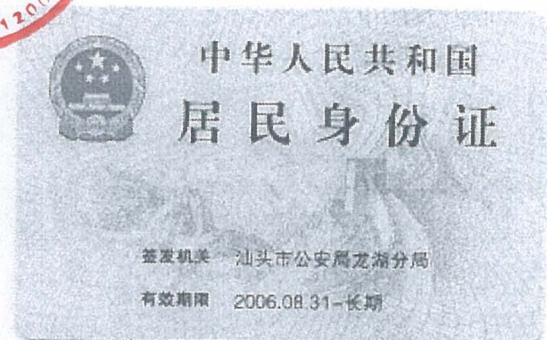 1200
中华人民共和国
居民身份证
签发机关 汕头市公安局龙湖分局
有效期限 2006.08.31-长期